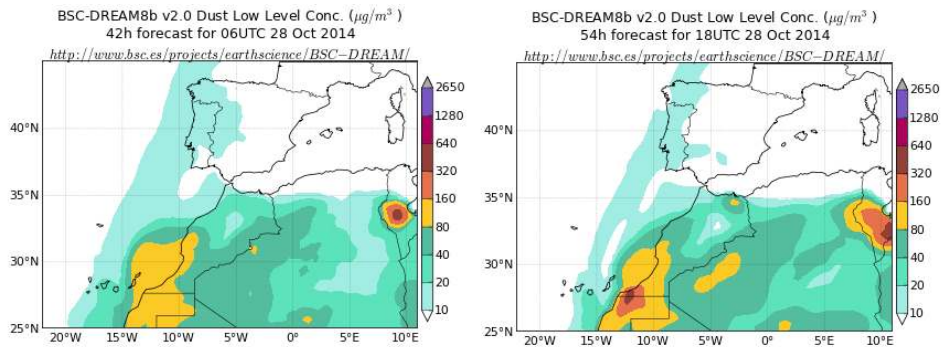 BSC-DREAM8b v2.0 Dust Low Level Conc. (μg/m³ )
42h forecast for 06UTC 28 Oct 2014
http://www.bsc.es/projects/earthscience/BSC−DREAM/
2650
1280
640
320
160
80
40
20
10
40°N
35°N
30°N
25°N
20°W
15°W
10°W
5°W
0°E
5°E
10°E
BSC-DREAM8b v2.0 Dust Low Level Conc. (μg/m³ )
54h forecast for 18UTC 28 Oct 2014
http://www.bsc.es/projects/earthscience/BSC−DREAM/
2650
1280
640
320
160
80
40
20
10
40°N
35°N
30°N
25°N
20°W
15°W
10°W
5°W
0°E
5°E
10°E